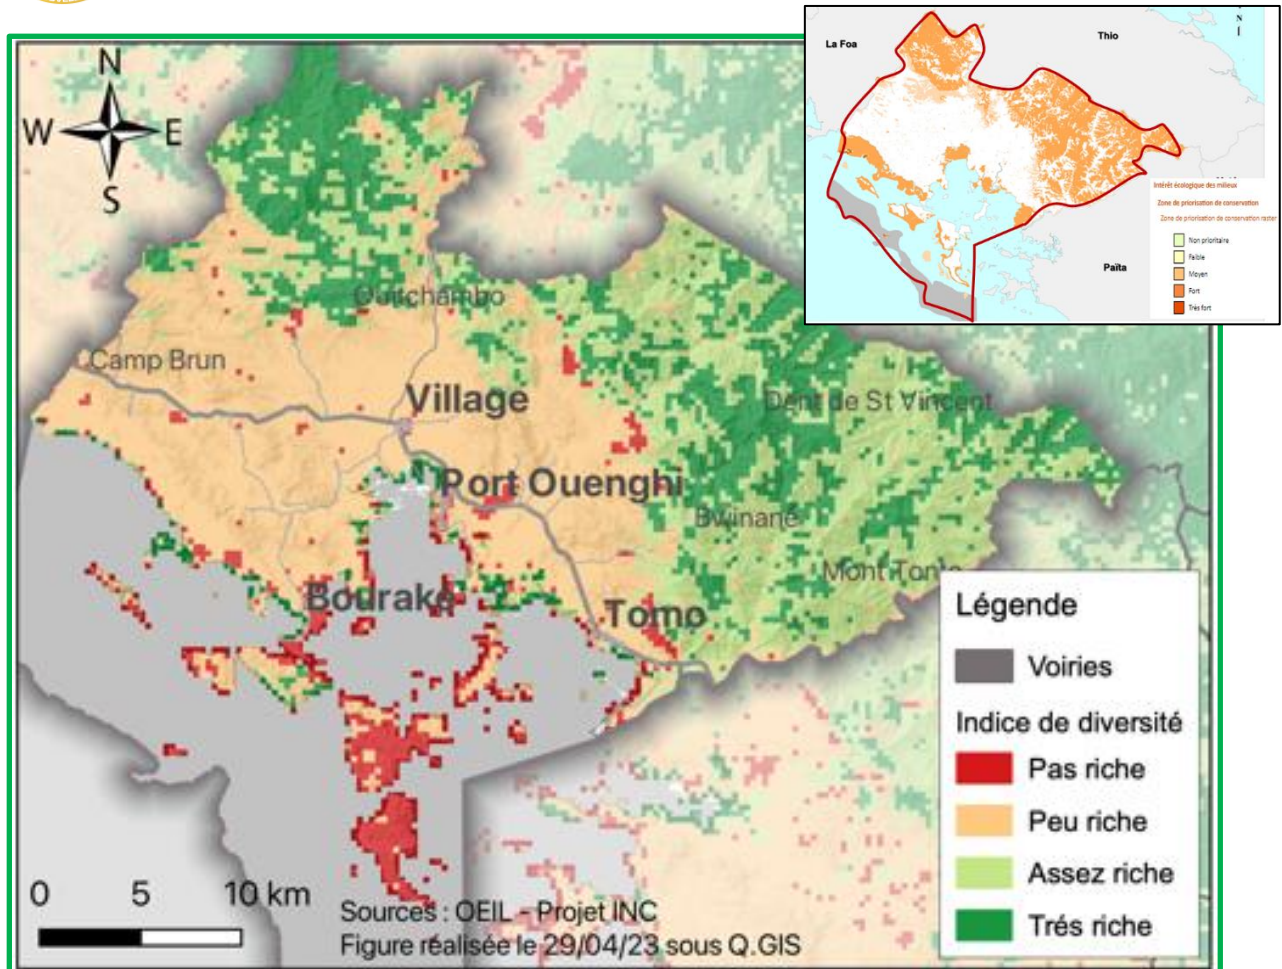 N
W
E
S
Ouitchambo
Camp Brun
Village
Dent de St Vincent
Port Ouenghi
Bwinané
Mont Tonta
Bouraké
Tomo
0 5 10 km
Sources : OEIL - Projet INC
Figure réalisée le 29/04/23 sous Q.GIS
Légende
Voiries
Indice de diversité
Pas riche
Peu riche
Assez riche
Trés riche
N
La Foa
Thio
Païta
Intérêt écologique des milieux
Zone de priorisation de conservation
Zone de priorisation de conservation raster
Non prioritaire
Faible
Moyen
Fort
Très fort